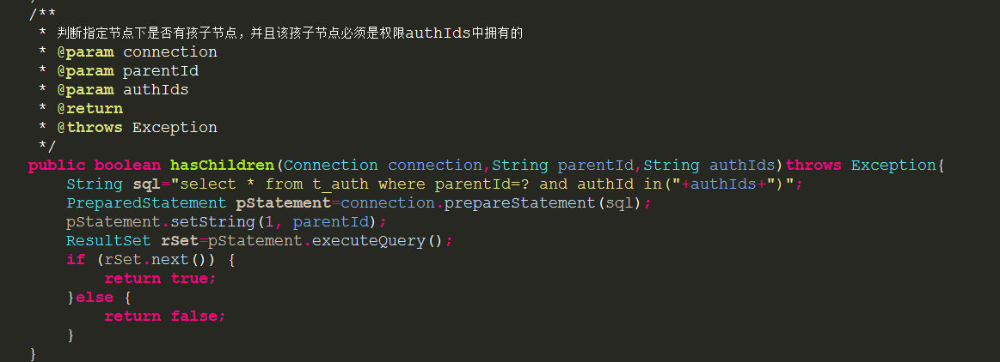 /**
 * 判断指定节点下是否有孩子节点，并且该孩子节点必须是权限authIds中拥有的
 * @param connection
 * @param parentId
 * @param authIds
 * @return
 * @throws Exception
 */
public boolean hasChildren(Connection connection,String parentId,String authIds)throws Exception{
    String sql="select * from t_auth where parentId=? and authId in("+authIds+")";
    PreparedStatement pStatement=connection.prepareStatement(sql);
    pStatement.setString(1, parentId);
    ResultSet rSet=pStatement.executeQuery();
    if (rSet.next()) {
        return true;
    }else {
        return false;
    }
}